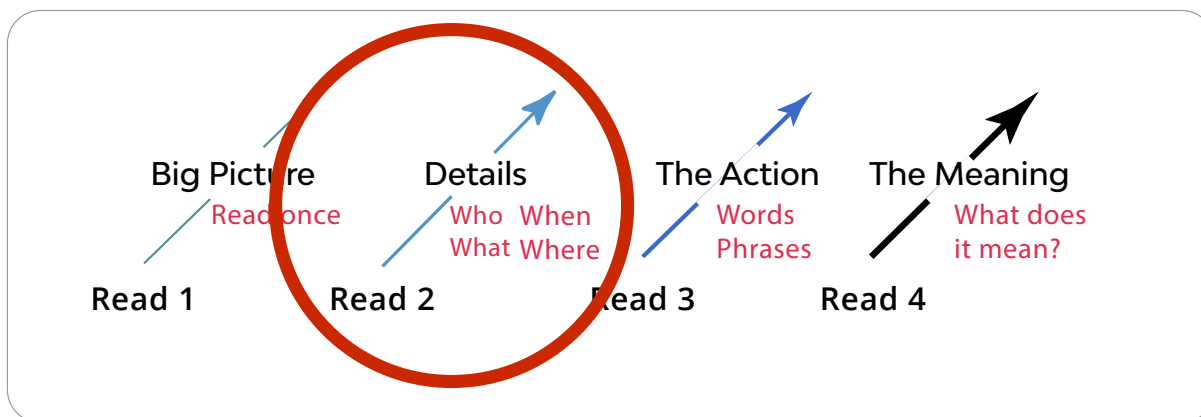 Big Picture
Read once
Read 1
Details
Who When
What Where
Read 2
The Action
Words
Phrases
Read 3
The Meaning
What does
it mean?
Read 4